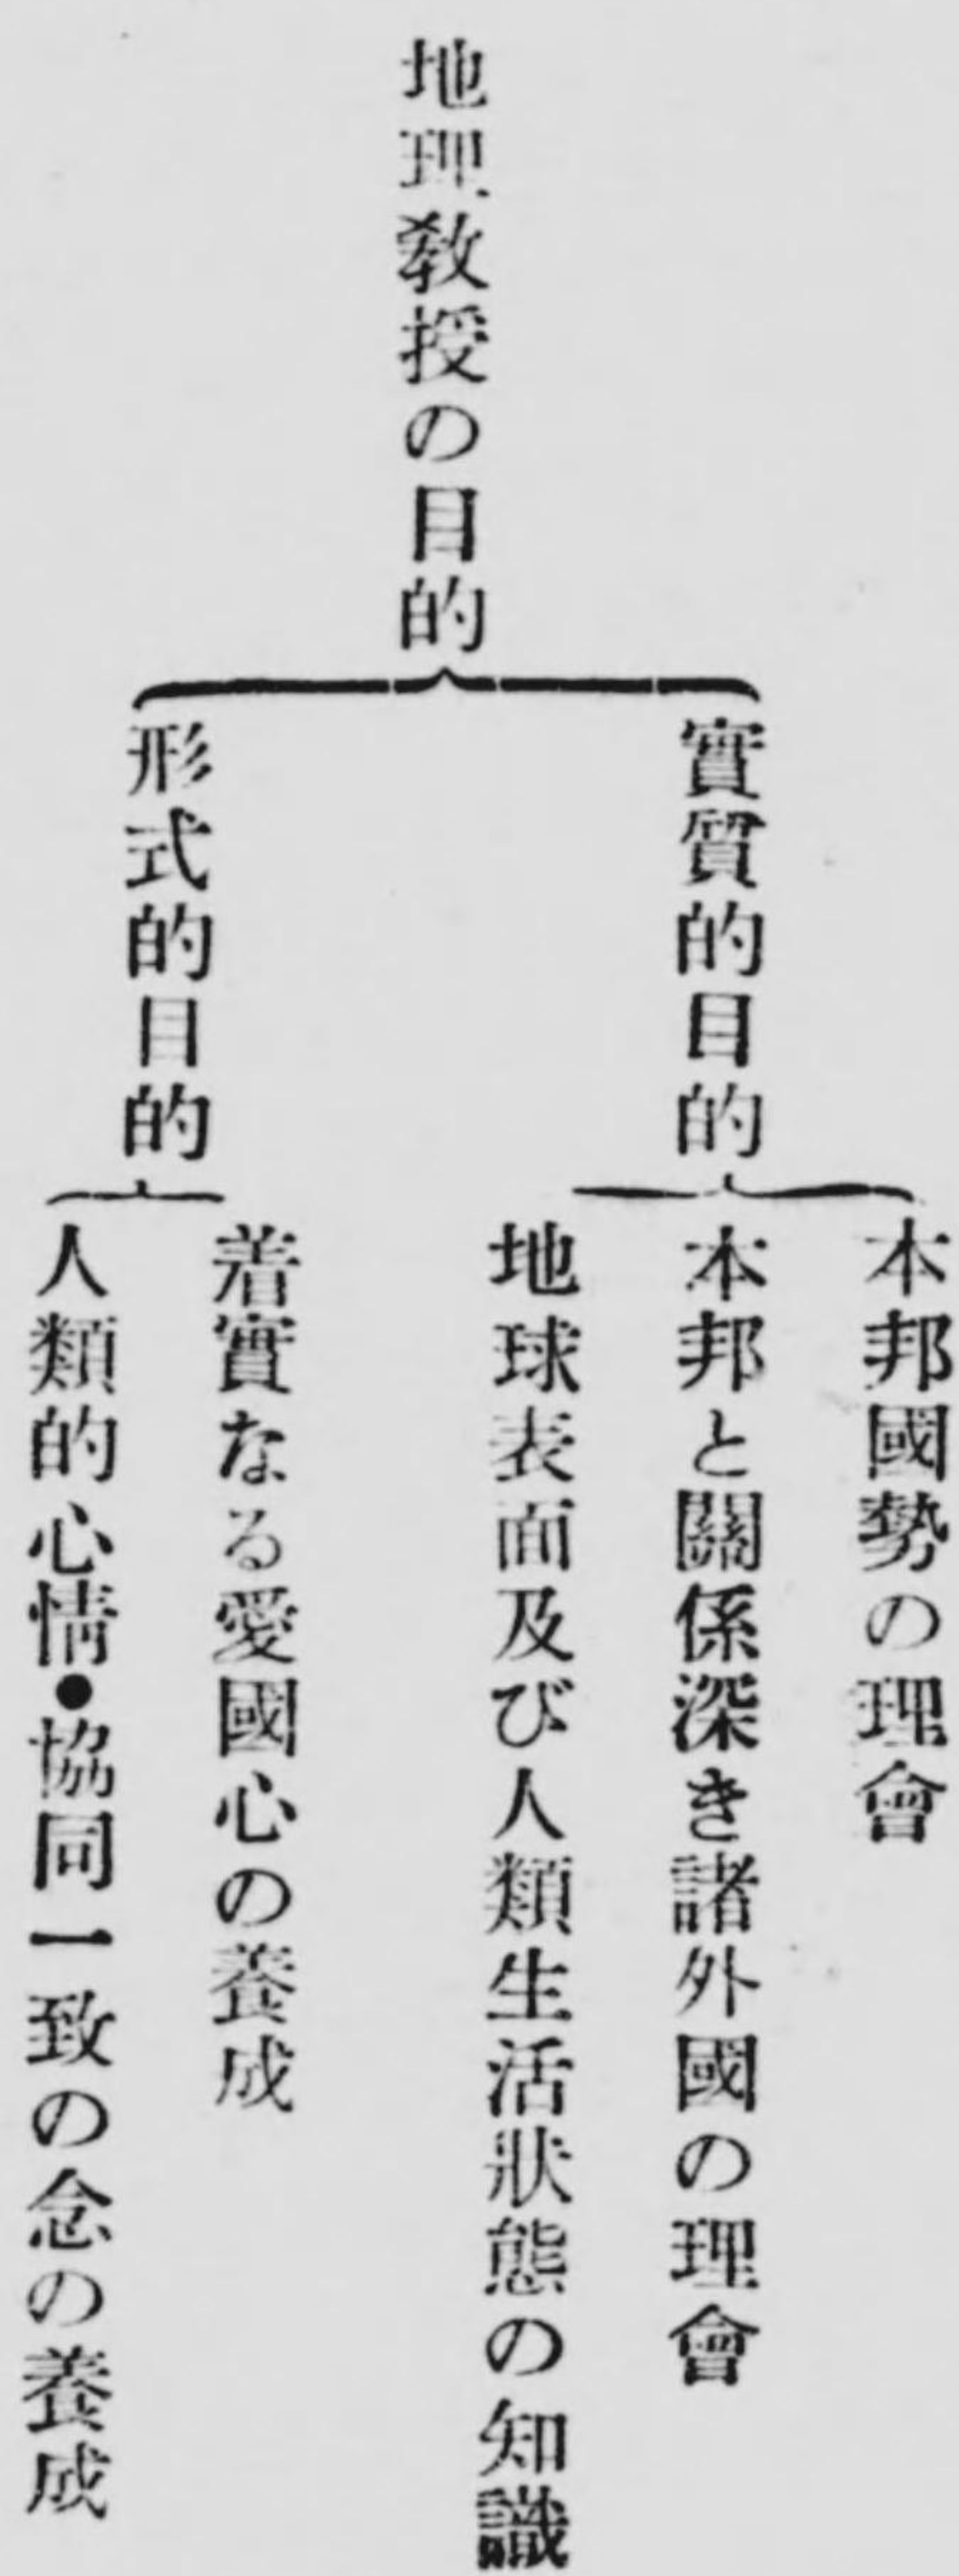 地理教授の目的
實質的目的
本邦國勢の理會
本邦と關係深き諸外國の理會
地球表面及び人類生活狀態の知識
形式的目的
着實なる愛國心の養成
人類的心情●協同一致の念の養成